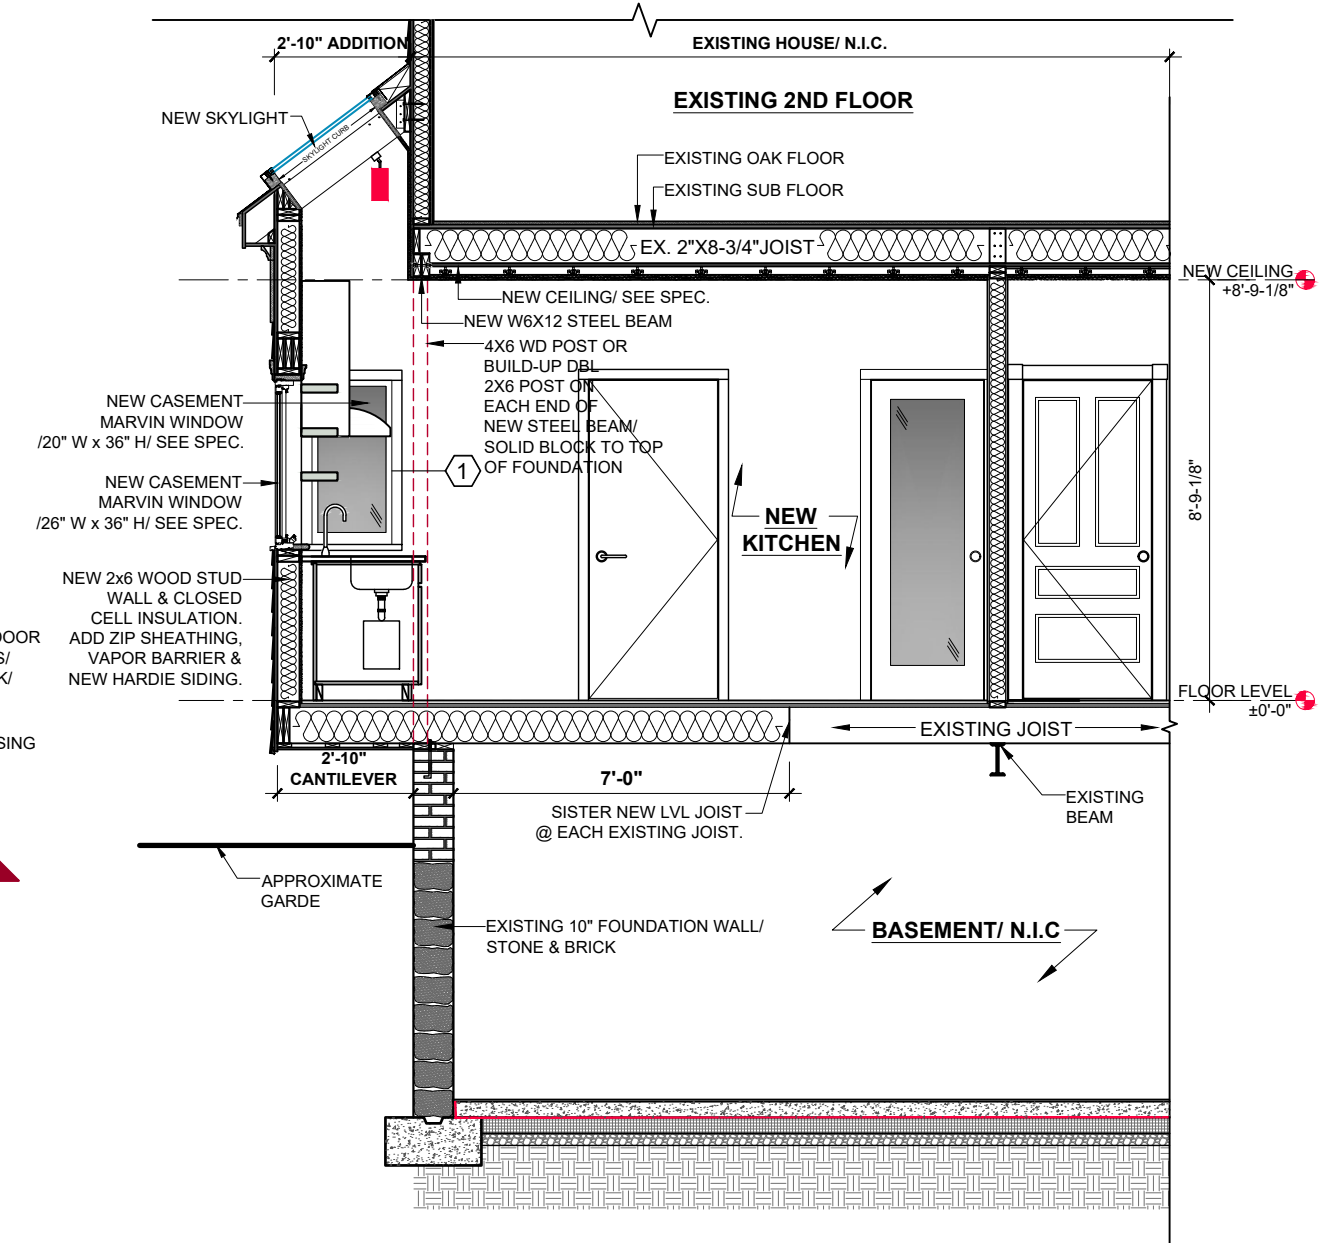 2'-10" ADDITION
EXISTING HOUSE/ N.I.C.
EXISTING 2ND FLOOR
NEW SKYLIGHT
SKYLIGHT CURB
EXISTING OAK FLOOR
EXISTING SUB FLOOR
EX. 2"X8-3/4"JOIST
NEW CEILING
+8'-9-1/8"
NEW CEILING/ SEE SPEC.
NEW W6X12 STEEL BEAM
4X6 WD POST OR
BUILD-UP DBL
2X6 POST ON
EACH END OF
NEW STEEL BEAM/
SOLID BLOCK TO TOP
OF FOUNDATION
NEW CASEMENT
MARVIN WINDOW
/20" W x 36" H/ SEE SPEC.
1
NEW CASEMENT
MARVIN WINDOW
/26" W x 36" H/ SEE SPEC.
8'-9-1/8"
NEW
KITCHEN
NEW 2x6 WOOD STUD
WALL & CLOSED
CELL INSULATION.
ADD ZIP SHEATHING,
VAPOR BARRIER &
NEW HARDIE SIDING.
OOR
S/
K/
SING
FLOOR LEVEL
±0'-0"
EXISTING JOIST
2'-10"
CANTILEVER
7'-0"
SISTER NEW LVL JOIST
@ EACH EXISTING JOIST.
EXISTING
BEAM
APPROXIMATE
GARDE
EXISTING 10" FOUNDATION WALL/
STONE & BRICK
BASEMENT/ N.I.C